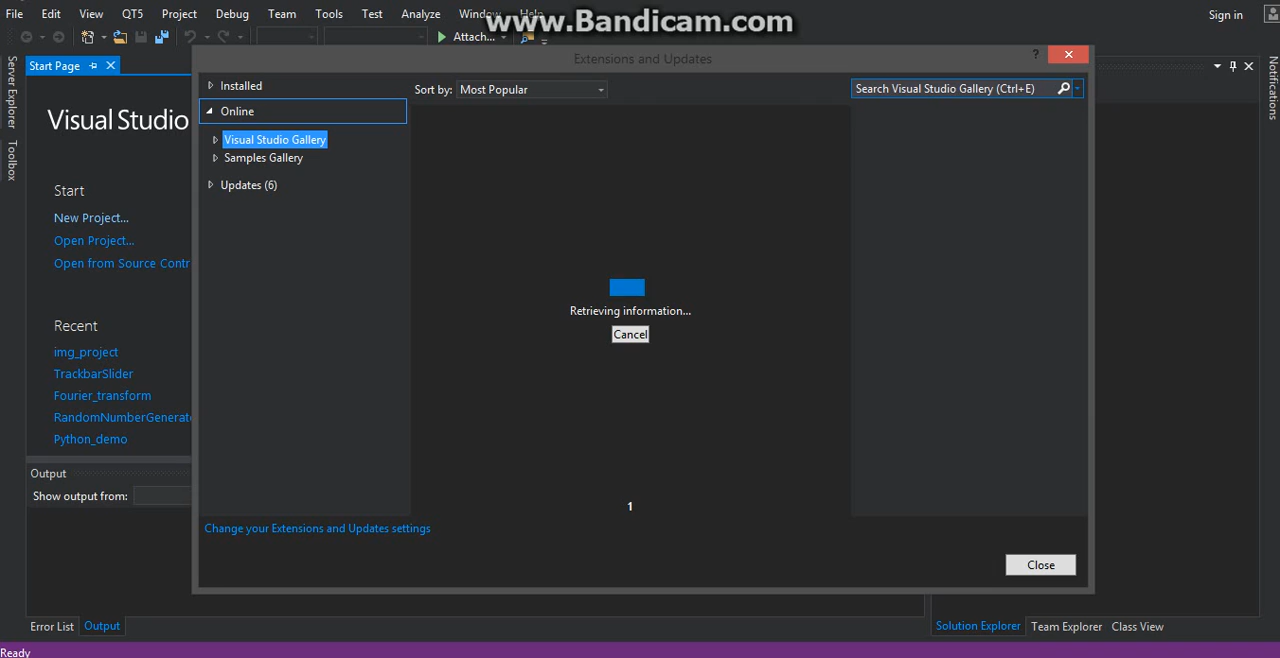 www.Bandicam.com
File Edit View QT5 Project Debug Team Tools Test Analyze Window Help
Sign in
Attach...
Server Explorer
Toolbox
Start Page
Visual Studio
Start
New Project...
Open Project...
Open from Source Contr
Recent
img_project
TrackbarSlider
Fourier_transform
RandomNumberGenerat
Python_demo
Extensions and Updates
?
Installed
Online
Visual Studio Gallery
Samples Gallery
Updates (6)
Sort by: Most Popular
Search Visual Studio Gallery (Ctrl+E)
Retrieving information...
Cancel
1
Change your Extensions and Updates settings
Close
Notifications
Output
Show output from:
Error List Output
Solution Explorer Team Explorer Class View
Ready